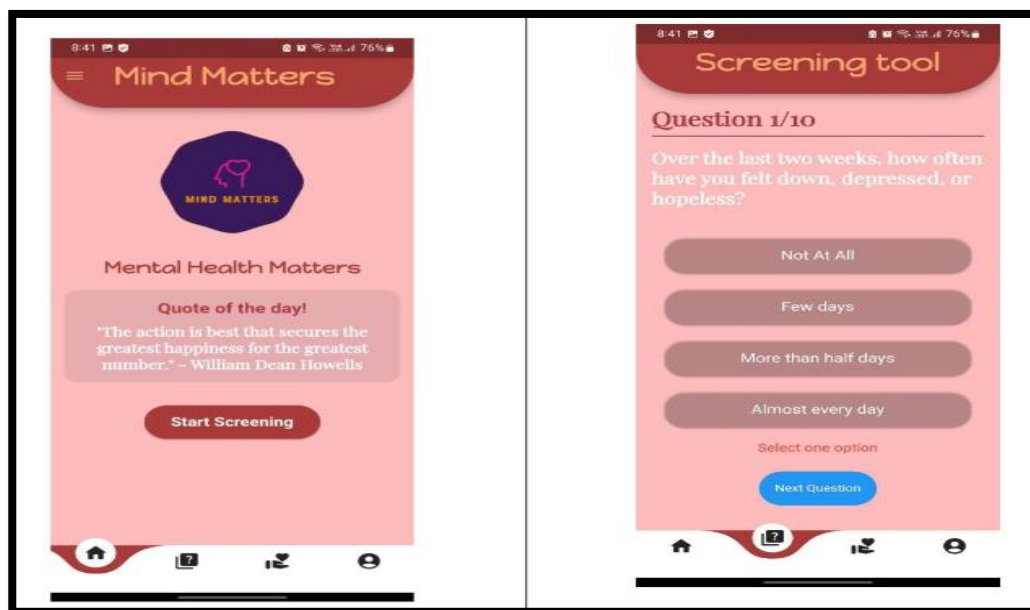 8:41 76%
Mind Matters
MIND MATTERS
Mental Health Matters
Quote of the day!
"The action is best that secures the
greatest happiness for the greatest
number." – William Dean Howells
Start Screening
8:41 76%
Screening tool
Question 1/10
Over the last two weeks, how often
have you felt down, depressed, or
hopeless?
Not At All
Few days
More than half days
Almost every day
Select one option
Next Question